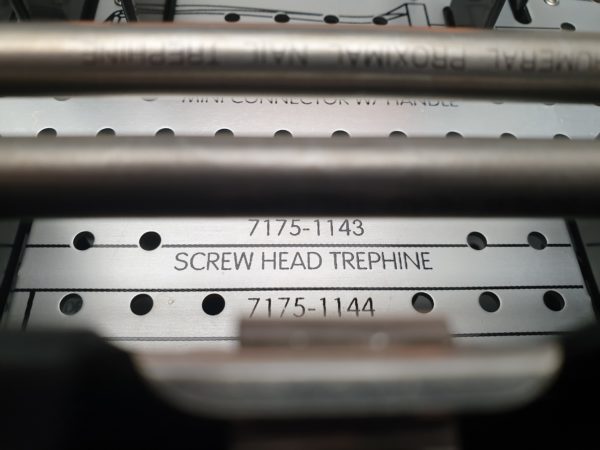 HUMERAL PROXIMAL NAIL TREPHINE
MINI CONNECTOR W/ HANDLE
7175-1143
SCREW HEAD TREPHINE
7175-1144